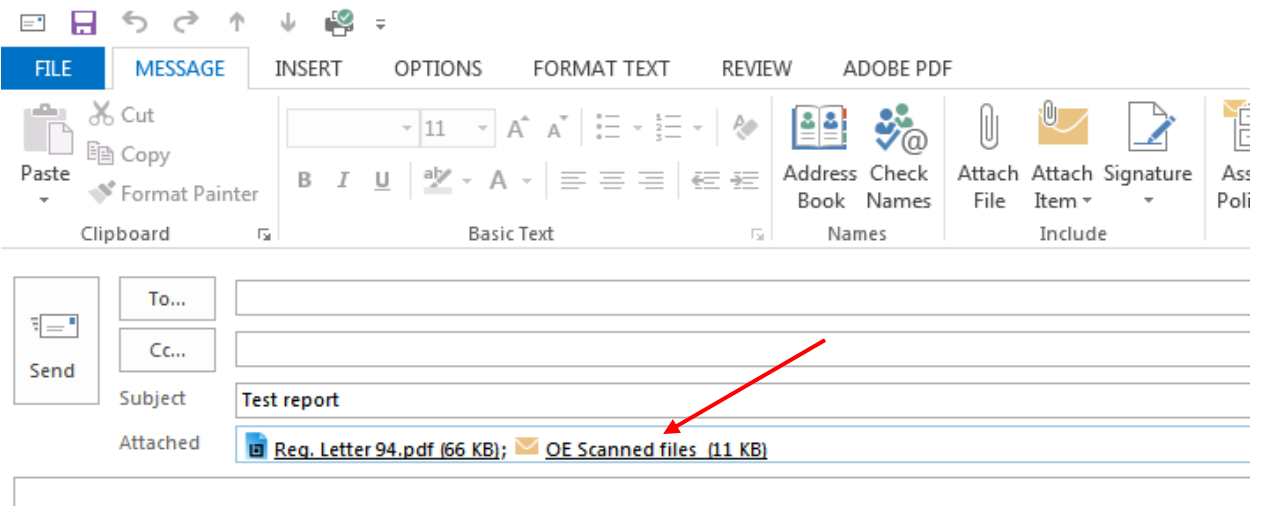 FILE MESSAGE INSERT OPTIONS FORMAT TEXT REVIEW ADOBE PDF
Cut
Copy
Format Painter
Paste
Clipboard
11
B I U
Basic Text
Address Book
Check Names
Names
Attach File
Attach Item
Signature
Include
Ass
Poli
Send
To...
Cc...
Subject Test report
Attached Reg. Letter 94.pdf (66 KB); OE Scanned files (11 KB)